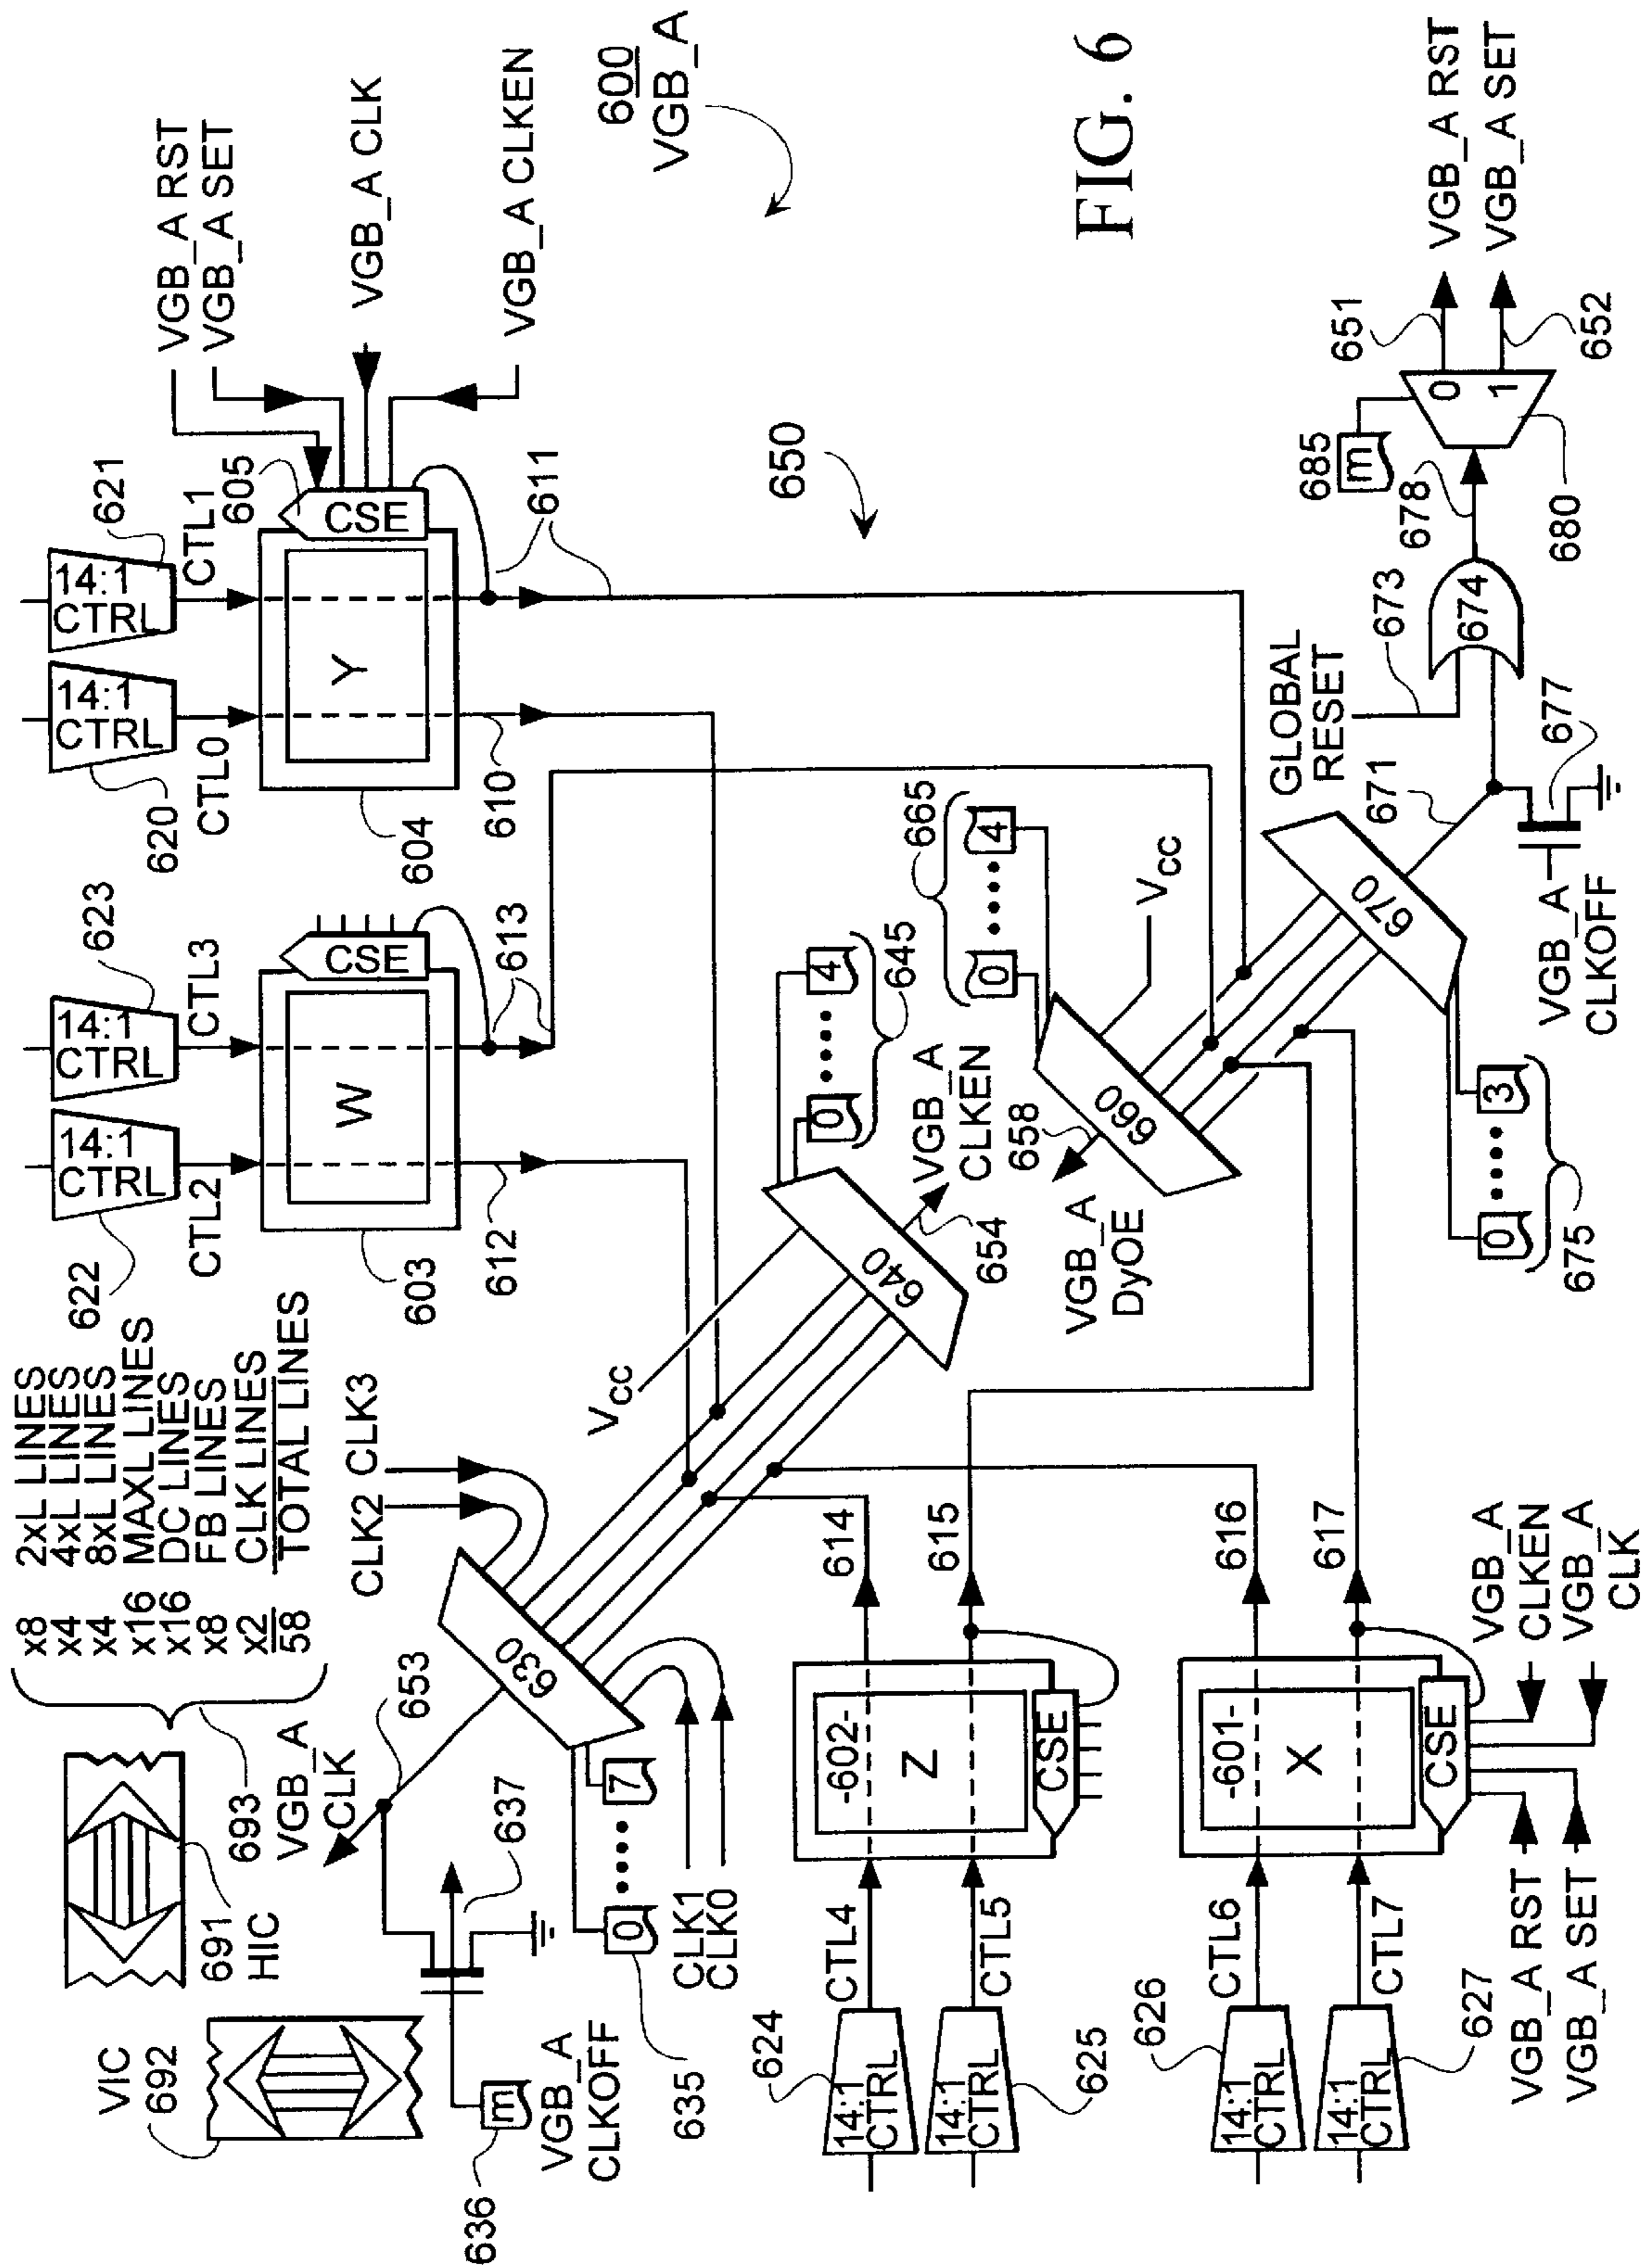 600
VGB_A
FIG. 6
VGB_A RST
VGB_A SET
VGB_A CLK
VGB_A CLKEN
14:1
CTRL
621
CTL1
605
CSE
14:1
CTRL
620
CTL0
Y
604
610
611
14:1
CTRL
623
CTL3
CSE
14:1
CTRL
622
CTL2
W
603
612
613
x8 2xL LINES
x4 4xL LINES
x4 8xL LINES
x16 MAXL LINES
x16 DC LINES
x8 FB LINES
x2 CLK LINES
58 TOTAL LINES
693
691
HIC
VIC
692
CLK2
CLK3
VCC
630
653
VGB_A
CLK
637
636
m
VGB_A
CLKOFF
0
7
635
CLK1
CLK0
640
0
4
645
VGB_A
CLKEN
654
650
0
4
665
VCC
660
658
VGB_A
DyOE
670
0
3
675
671
GLOBAL
RESET
673
674
677
VGB_A
CLKOFF
678
685
m
680
0
1
651
652
VGB_A RST
VGB_A SET
624
14:1
CTRL
CTL4
-602-
Z
CSE
614
615
625
14:1
CTRL
CTL5
626
14:1
CTRL
CTL6
-601-
X
CSE
616
617
627
14:1
CTRL
CTL7
VGB_A RST
VGB_A SET
VGB_A
CLKEN
VGB_A
CLK